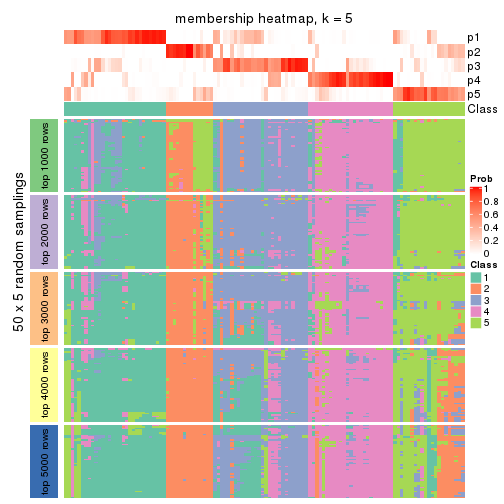 membership heatmap, k = 5
p1
p2
p3
p4
p5
Class
50 x 5 random samplings
top 1000 rows
top 2000 rows
top 3000 rows
top 4000 rows
top 5000 rows
Prob
1
0.8
0.6
0.4
0.2
0
Class
1
2
3
4
5